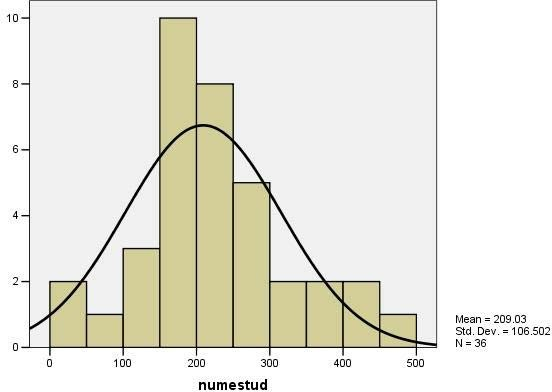 10
8
6
4
2
0
0 100 200 300 400 500
numestud
Mean = 209.03
Std. Dev. = 106.502
N = 36